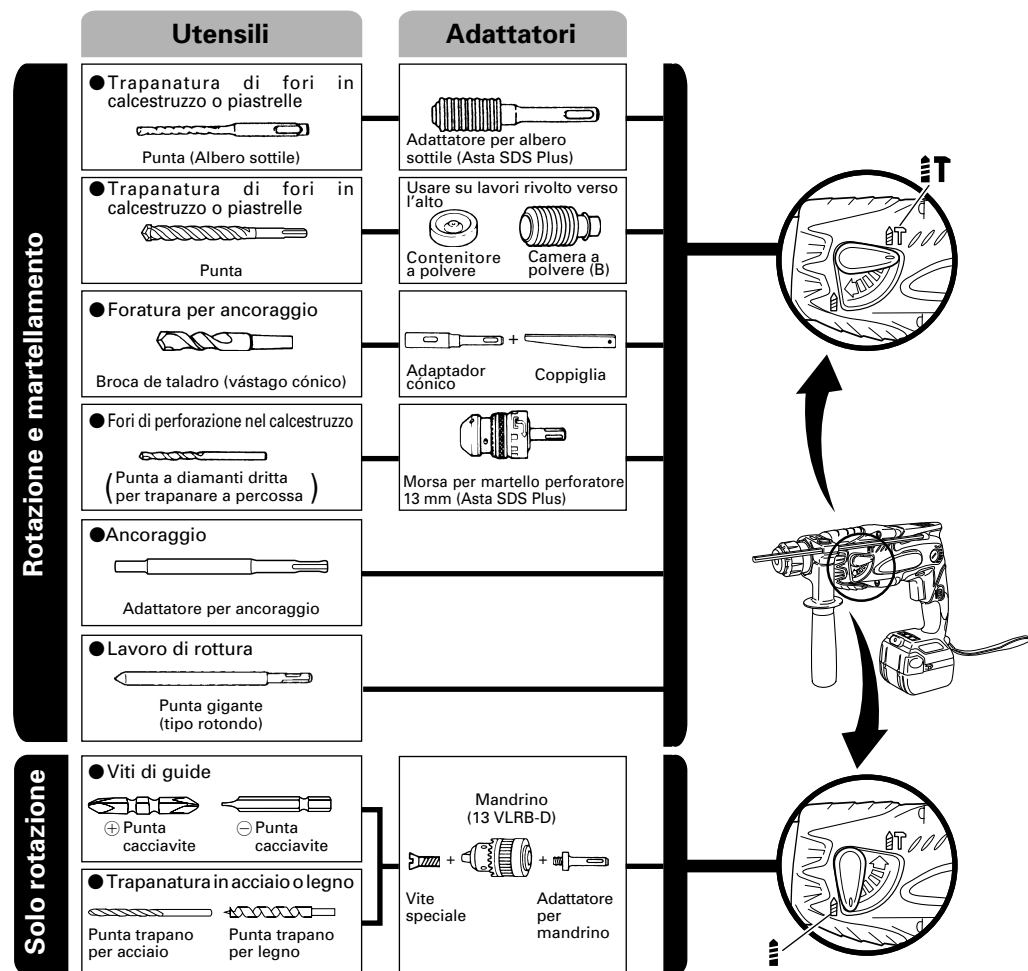 Utensili
Adattatori
Rotazione e martellamento
●Trapanatura di fori in
calcestruzzo o piastrelle
Punta (Albero sottile)
Adattatore per albero
sottile (Asta SDS Plus)
●Trapanatura di fori in
calcestruzzo o piastrelle
Punta
Usare su lavori rivolto verso
l'alto
Contenitore
a polvere
Camera a
polvere (B)
●Foratura per ancoraggio
Broca de taladro (vástago cónico)
+
Adaptador
cónico
Coppiglia
●Fori di perforazione nel calcestruzzo
(Punta a diamanti dritta
per trapanare a percossa)
Morsa per martello perforatore
13 mm (Asta SDS Plus)
●Ancoraggio
Adattatore per ancoraggio
●Lavoro di rottura
Punta gigante
(tipo rotondo)
Solo rotazione
●Viti di guide
⊕ Punta
cacciavite
⊖ Punta
cacciavite
●Trapanatura in acciaio o legno
Punta trapano
per acciaio
Punta trapano
per legno
Mandrino
(13 VLRB-D)
+ +
Vite
speciale
Adattatore
per
mandrino